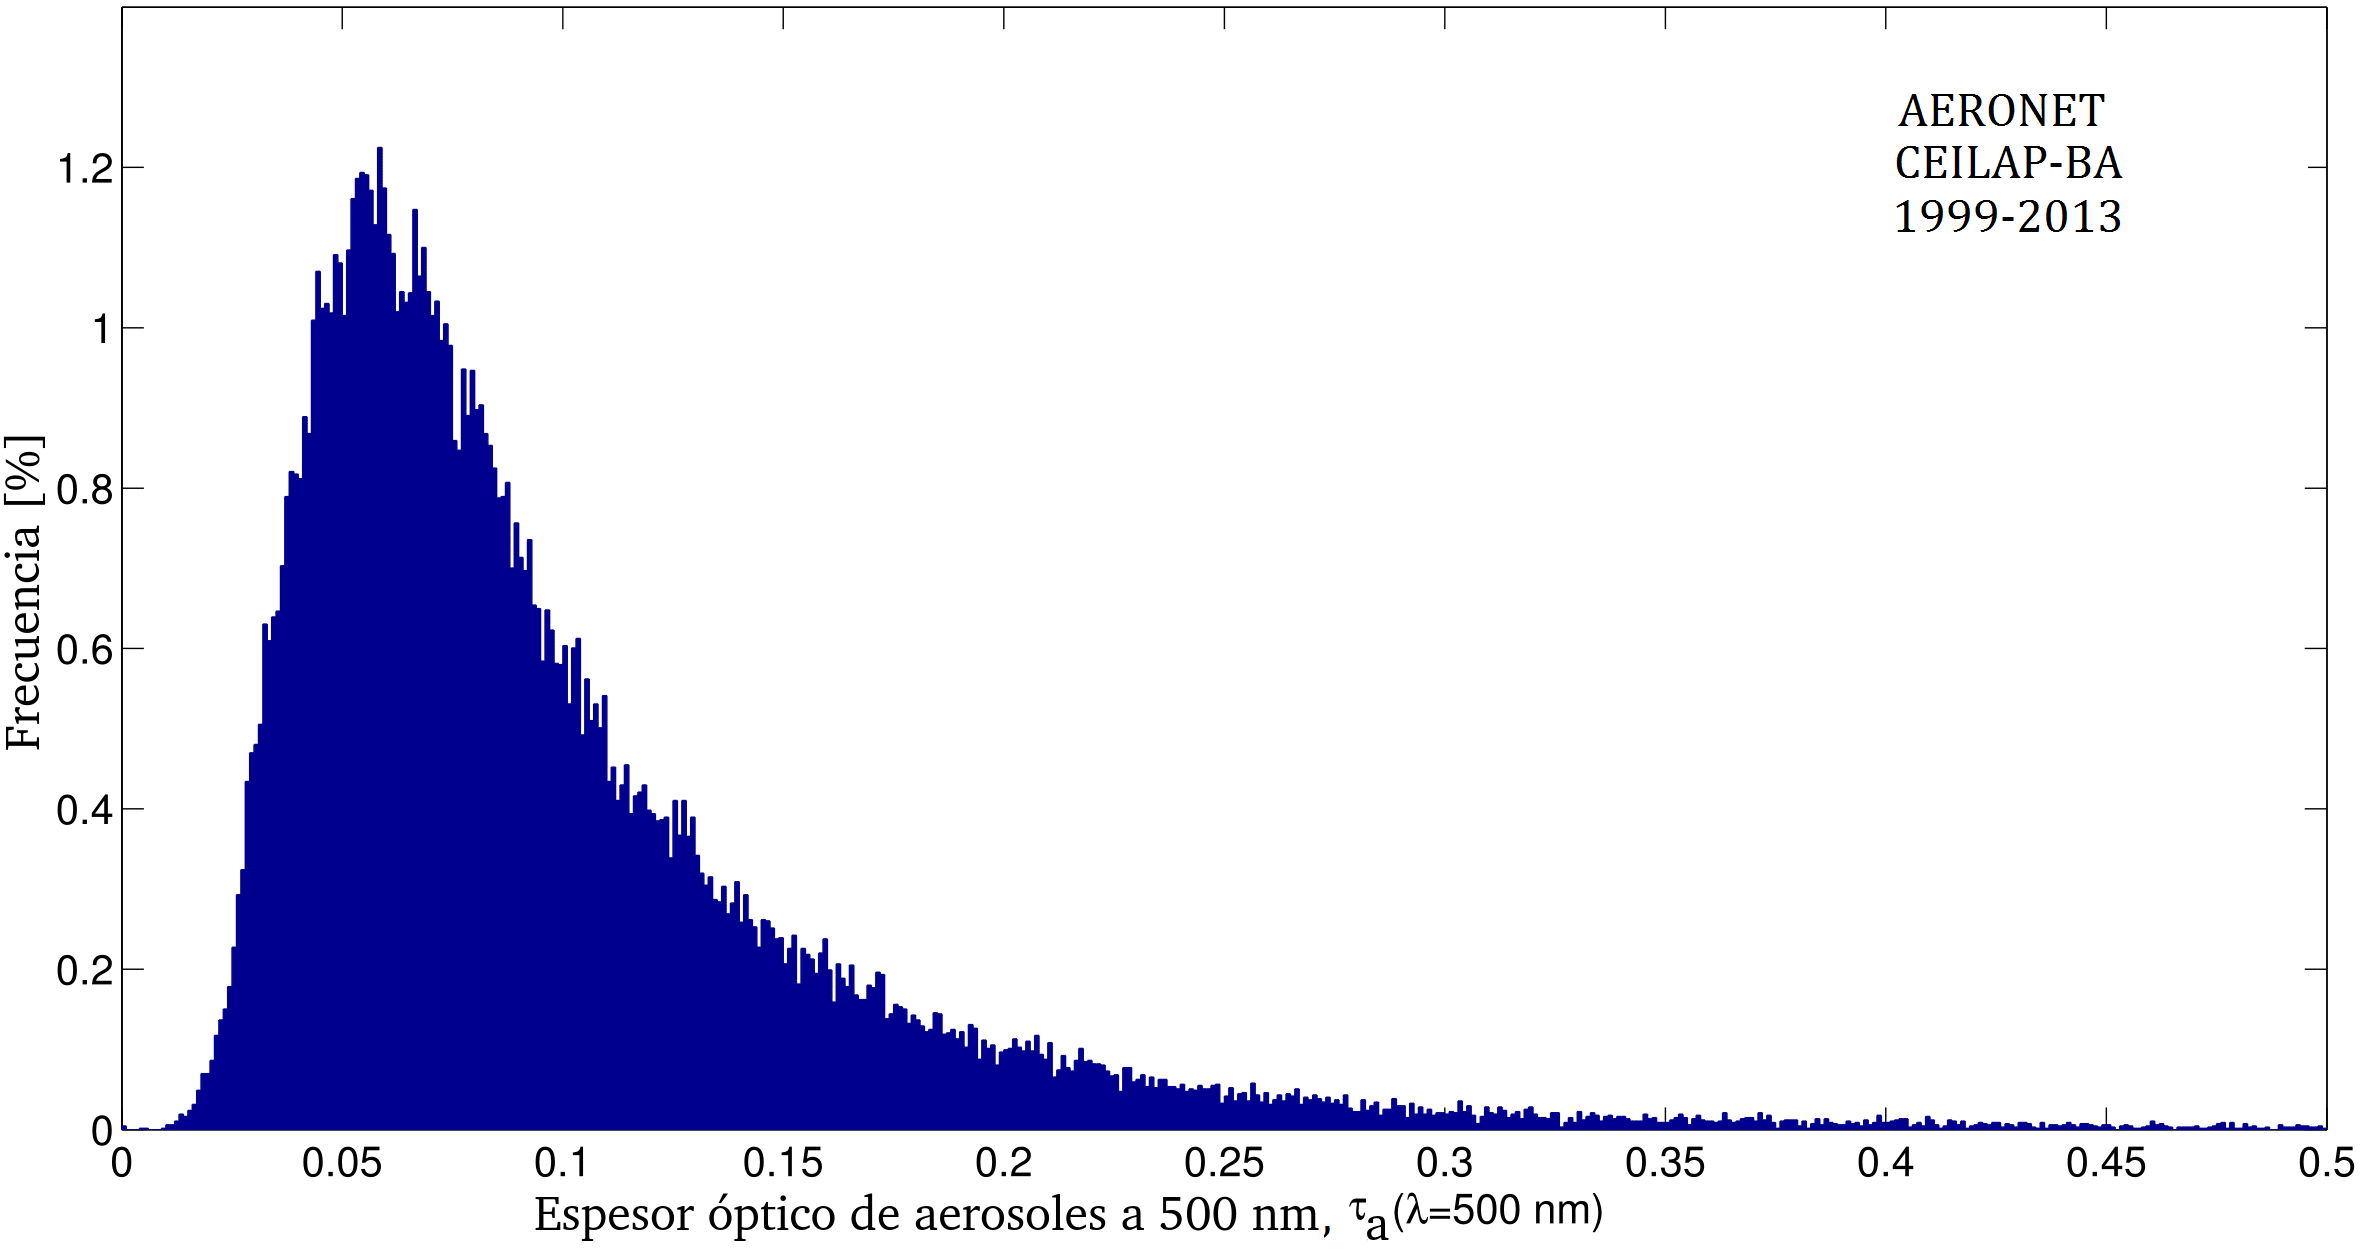 AERONET
CEILAP-BA
1999-2013
Frecuencia [%]
1.2
1
0.8
0.6
0.4
0.2
0
0 0.05 0.1 0.15 0.2 0.25 0.3 0.35 0.4 0.45 0.5
Espesor óptico de aerosoles a 500 nm, τa(λ=500 nm)